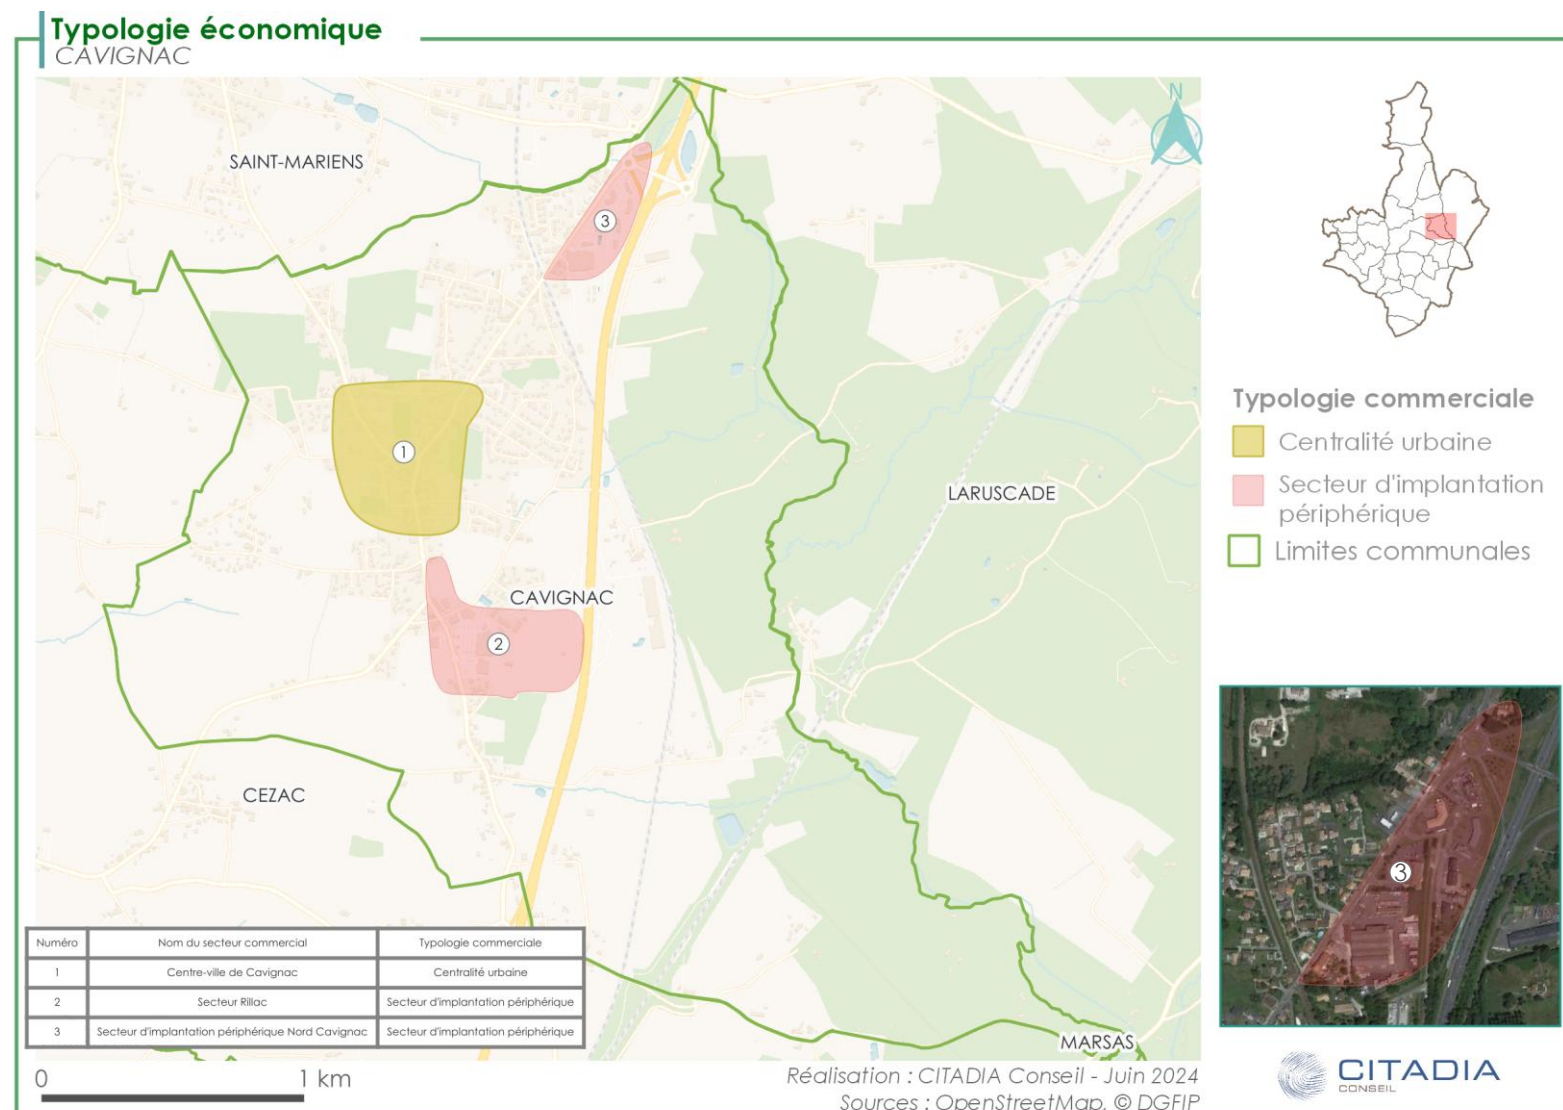 Typologie économique
CAVIGNAC
N
SAINT-MARIENS
3
1
LARUSCADE
CAVIGNAC
2
CEZAC
MARSAS
Typologie commerciale
Centralité urbaine
Secteur d'implantation
périphérique
Limites communales
3
Numéro Nom du secteur commercial Typologie commerciale
1 Centre-ville de Cavignac Centralité urbaine
2 Secteur Rillac Secteur d'implantation périphérique
3 Secteur d'implantation périphérique Nord Cavignac Secteur d'implantation périphérique
0 1 km
Réalisation : CITADIA Conseil - Juin 2024
Sources : OpenStreetMap, © DGFIP
CITADIA
CONSEIL